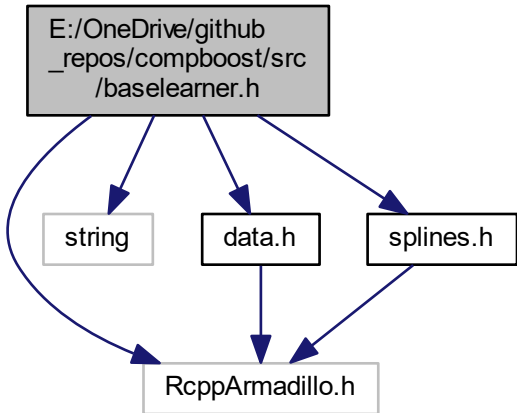 E:/OneDrive/github
_repos/compboost/src
/baselearner.h
string
data.h
splines.h
RcppArmadillo.h